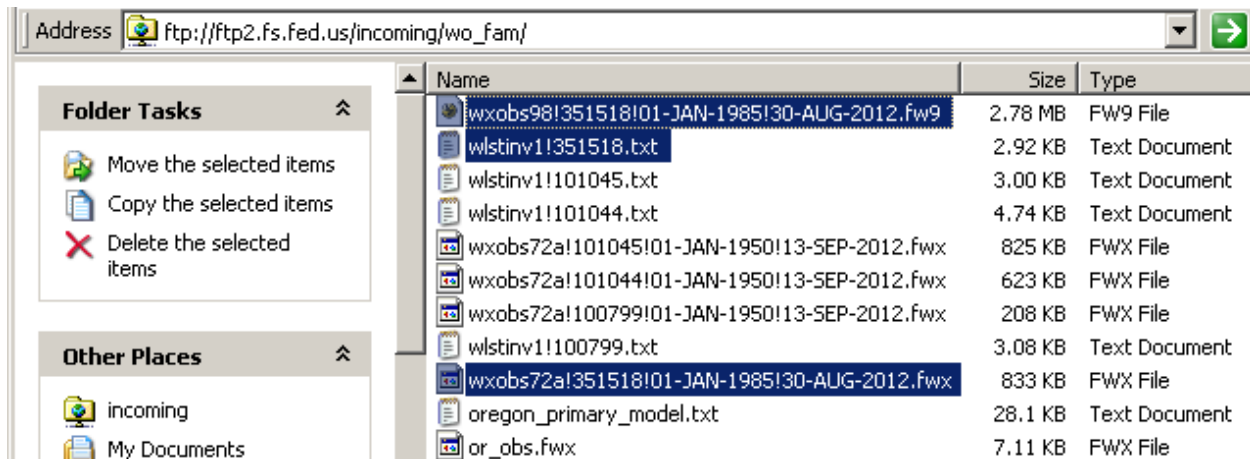 Address ftp://ftp2.fs.fed.us/incoming/wo_fam/
Folder Tasks
Move the selected items
Copy the selected items
Delete the selected
items
Other Places
incoming
My Documents
Name Size Type
wxobs98!351518!01-JAN-1985!30-AUG-2012.fw9 2.78 MB FW9 File
wlstinv1!351518.txt 2.92 KB Text Document
wlstinv1!101045.txt 3.00 KB Text Document
wlstinv1!101044.txt 4.74 KB Text Document
wxobs72a!101045!01-JAN-1950!13-SEP-2012.fwx 825 KB FWX File
wxobs72a!101044!01-JAN-1950!13-SEP-2012.fwx 623 KB FWX File
wxobs72a!100799!01-JAN-1950!13-SEP-2012.fwx 208 KB FWX File
wlstinv1!100799.txt 3.08 KB Text Document
wxobs72a!351518!01-JAN-1985!30-AUG-2012.fwx 833 KB FWX File
oregon_primary_model.txt 28.1 KB Text Document
or_obs.fwx 7.11 KB FWX File